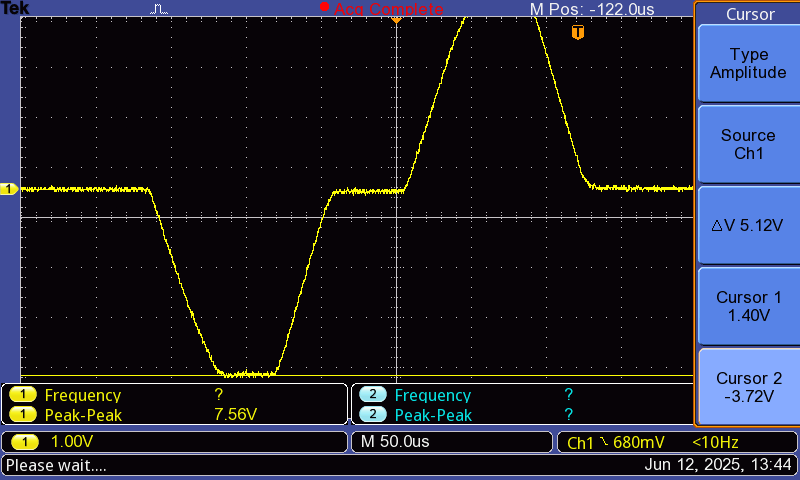 Tek
Acq Complete
M Pos: -122.0us
Cursor
T
Type
Amplitude
Source
Ch1
1
△V 5.12V
Cursor 1
1.40V
Cursor 2
-3.72V
1 Frequency ?
1 Peak-Peak 7.56V
2 Frequency ?
2 Peak-Peak ?
1 1.00V
M 50.0us
Ch1 680mV <10Hz
Please wait....
Jun 12, 2025, 13:44